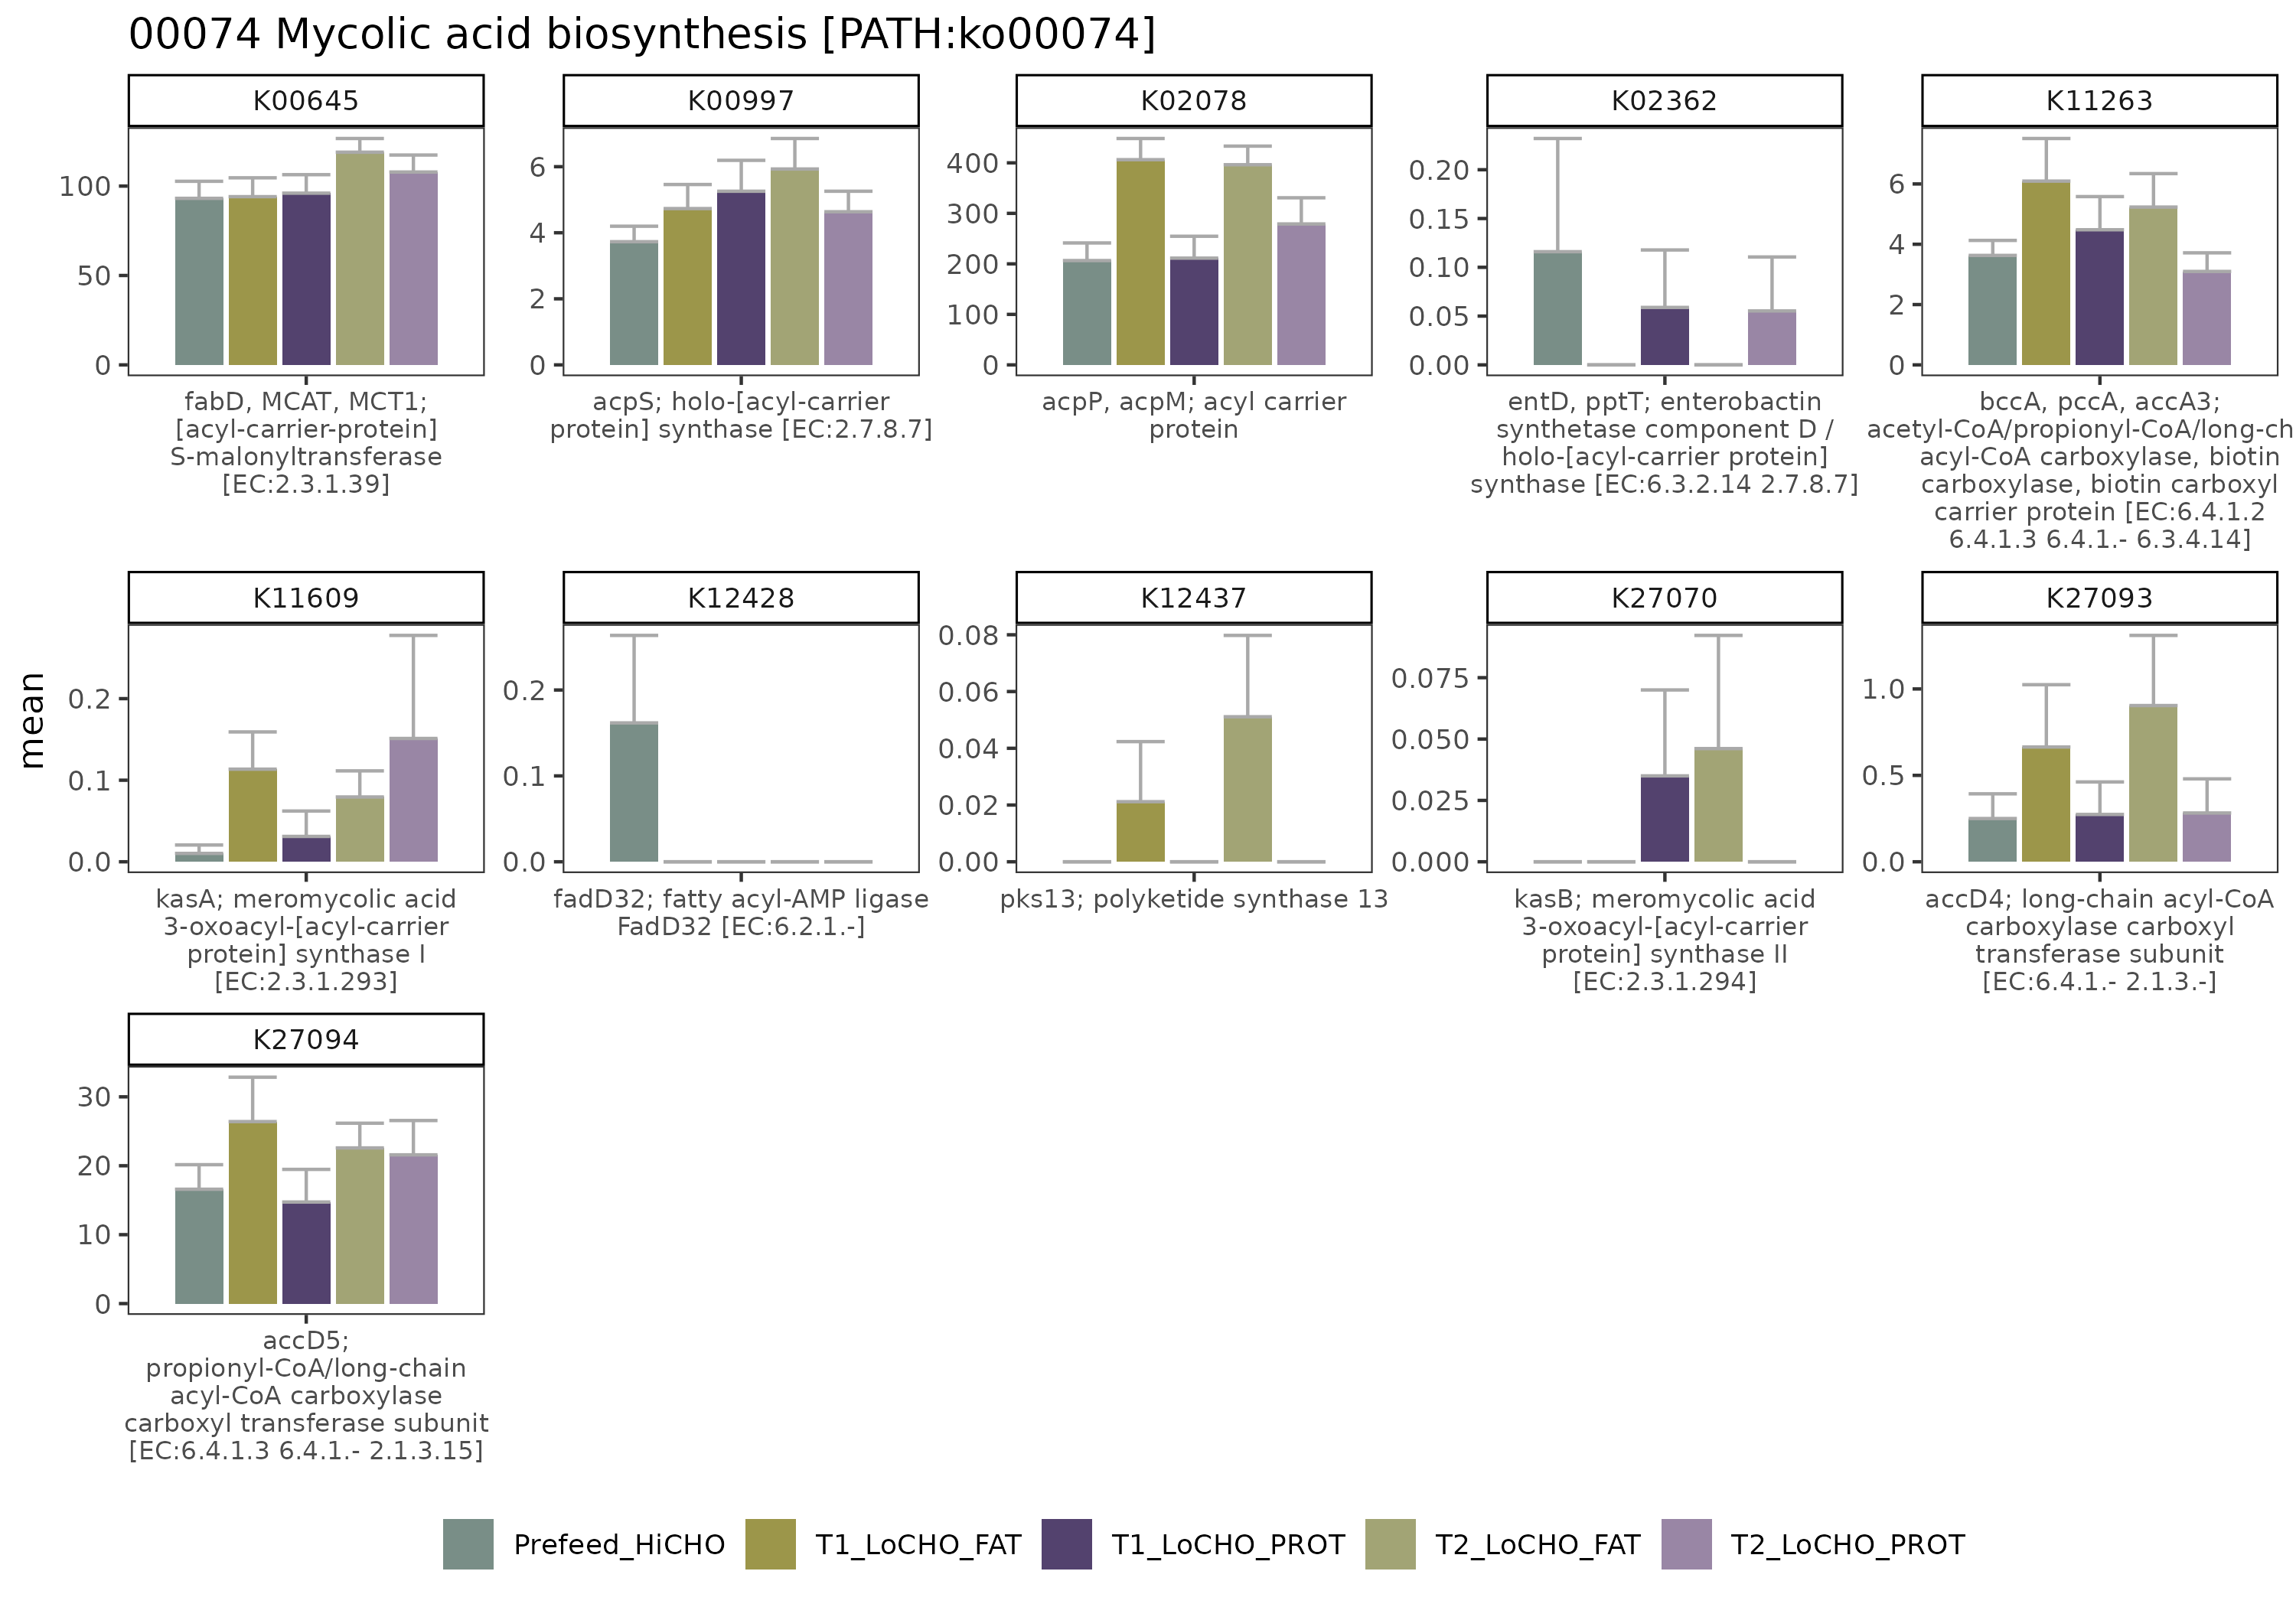 00074 Mycolic acid biosynthesis [PATH:ko00074]
K00645
K00997
K02078
K02362
K11263
100
50
0
6
4
2
0
400
300
200
100
0
0.20
0.15
0.10
0.05
0.00
6
4
2
0
fabD, MCAT, MCT1;
[acyl-carrier-protein]
S-malonyltransferase
[EC:2.3.1.39]
acpS; holo-[acyl-carrier
protein] synthase [EC:2.7.8.7]
acpP, acpM; acyl carrier
protein
entD, pptT; enterobactin
synthetase component D /
holo-[acyl-carrier protein]
synthase [EC:6.3.2.14 2.7.8.7]
bccA, pccA, accA3;
acetyl-CoA/propionyl-CoA/long-ch
acyl-CoA carboxylase, biotin
carboxylase, biotin carboxyl
carrier protein [EC:6.4.1.2
6.4.1.3 6.4.1.- 6.3.4.14]
mean
K11609
K12428
K12437
K27070
K27093
0.2
0.1
0.0
0.2
0.1
0.0
0.08
0.06
0.04
0.02
0.00
0.075
0.050
0.025
0.000
1.0
0.5
0.0
kasA; meromycolic acid
3-oxoacyl-[acyl-carrier
protein] synthase I
[EC:2.3.1.293]
fadD32; fatty acyl-AMP ligase
FadD32 [EC:6.2.1.-]
pks13; polyketide synthase 13
kasB; meromycolic acid
3-oxoacyl-[acyl-carrier
protein] synthase II
[EC:2.3.1.294]
accD4; long-chain acyl-CoA
carboxylase carboxyl
transferase subunit
[EC:6.4.1.- 2.1.3.-]
K27094
30
20
10
0
accD5;
propionyl-CoA/long-chain
acyl-CoA carboxylase
carboxyl transferase subunit
[EC:6.4.1.3 6.4.1.- 2.1.3.15]
Prefeed_HiCHO
T1_LoCHO_FAT
T1_LoCHO_PROT
T2_LoCHO_FAT
T2_LoCHO_PROT